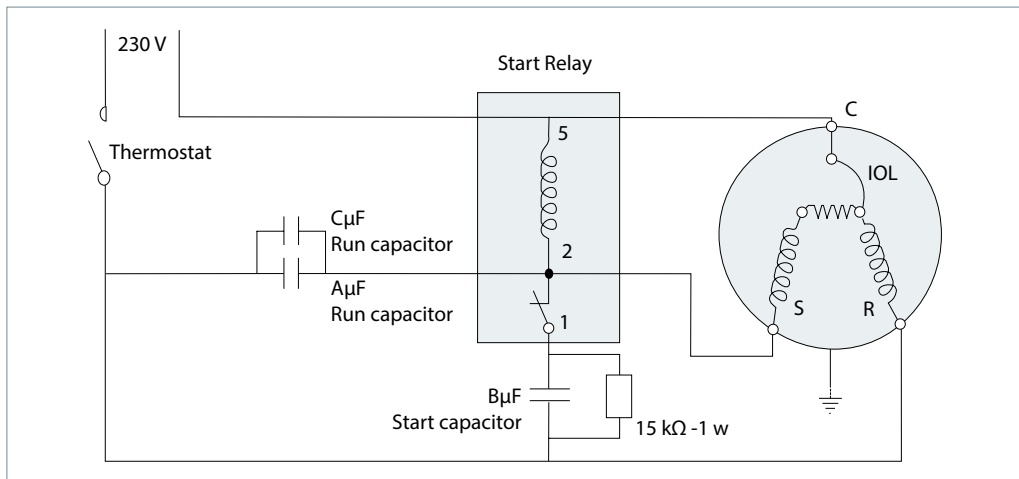 230 V
Start Relay
C
5
IOL
Thermostat
CµF
Run capacitor
2
AµF
Run capacitor
S
R
1
BµF
Start capacitor
15 kΩ -1 w